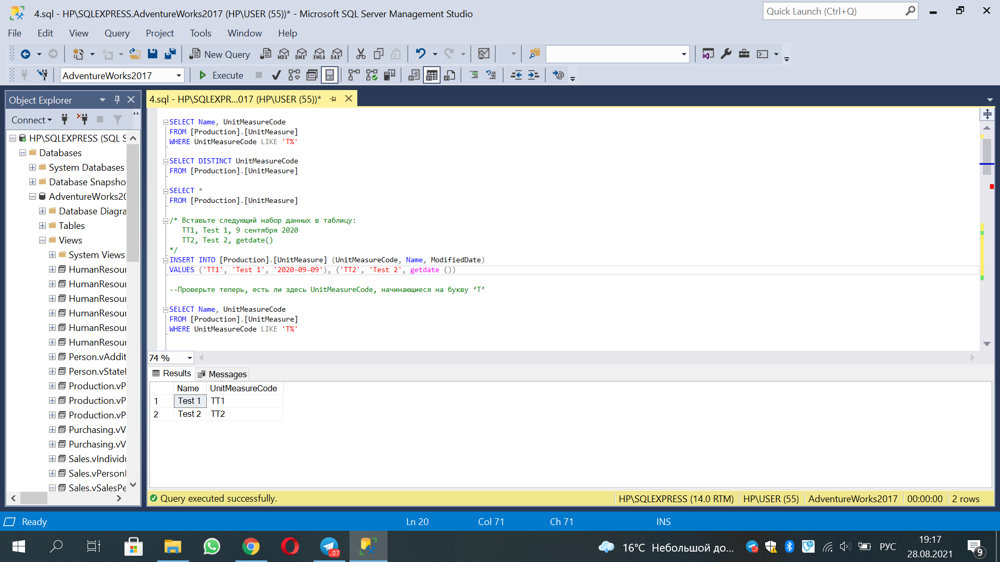 4.sql - HP\SQLEXPRESS.AdventureWorks2017 (HP\USER (55))* - Microsoft SQL Server Management Studio
Quick Launch (Ctrl+Q)
File Edit View Query Project Tools Window Help
New Query MDX DMX XMLA DAX
AdventureWorks2017 Execute
Object Explorer
4.sql - HP\SQLEXPR...017 (HP\USER (55))*
Connect
HP\SQLEXPRESS (SQL S
Databases
System Databases
Database Snapsho
AdventureWorks20
Database Diagra
Tables
Views
System Views
HumanResour
HumanResour
HumanResour
HumanResour
HumanResour
HumanResour
Person.vAddit
Person.vState
Production.vP
Production.vP
Production.vP
Purchasing.vV
Purchasing.vV
Sales.vIndividu
Sales.vPerson
Sales.vSalesPe
SELECT Name, UnitMeasureCode
FROM [Production].[UnitMeasure]
WHERE UnitMeasureCode LIKE 'T%'
SELECT DISTINCT UnitMeasureCode
FROM [Production].[UnitMeasure]
SELECT *
FROM [Production].[UnitMeasure]
/* Вставьте следующий набор данных в таблицу:
TT1, Test 1, 9 сентября 2020
TT2, Test 2, getdate()
*/
INSERT INTO [Production].[UnitMeasure] (UnitMeasureCode, Name, ModifiedDate)
VALUES ('TT1', 'Test 1', '2020-09-09'), ('TT2', 'Test 2', getdate ())
--Проверьте теперь, есть ли здесь UnitMeasureCode, начинающиеся на букву ‘T’
SELECT Name, UnitMeasureCode
FROM [Production].[UnitMeasure]
WHERE UnitMeasureCode LIKE 'T%'
74 %
Results Messages
Name UnitMeasureCode
1 Test 1 TT1
2 Test 2 TT2
Query executed successfully. HP\SQLEXPRESS (14.0 RTM) HP\USER (55) AdventureWorks2017 00:00:00 2 rows
Ready Ln 20 Col 71 Ch 71 INS
..07
16°C Небольшой до... РУС
19:17
28.08.2021
9